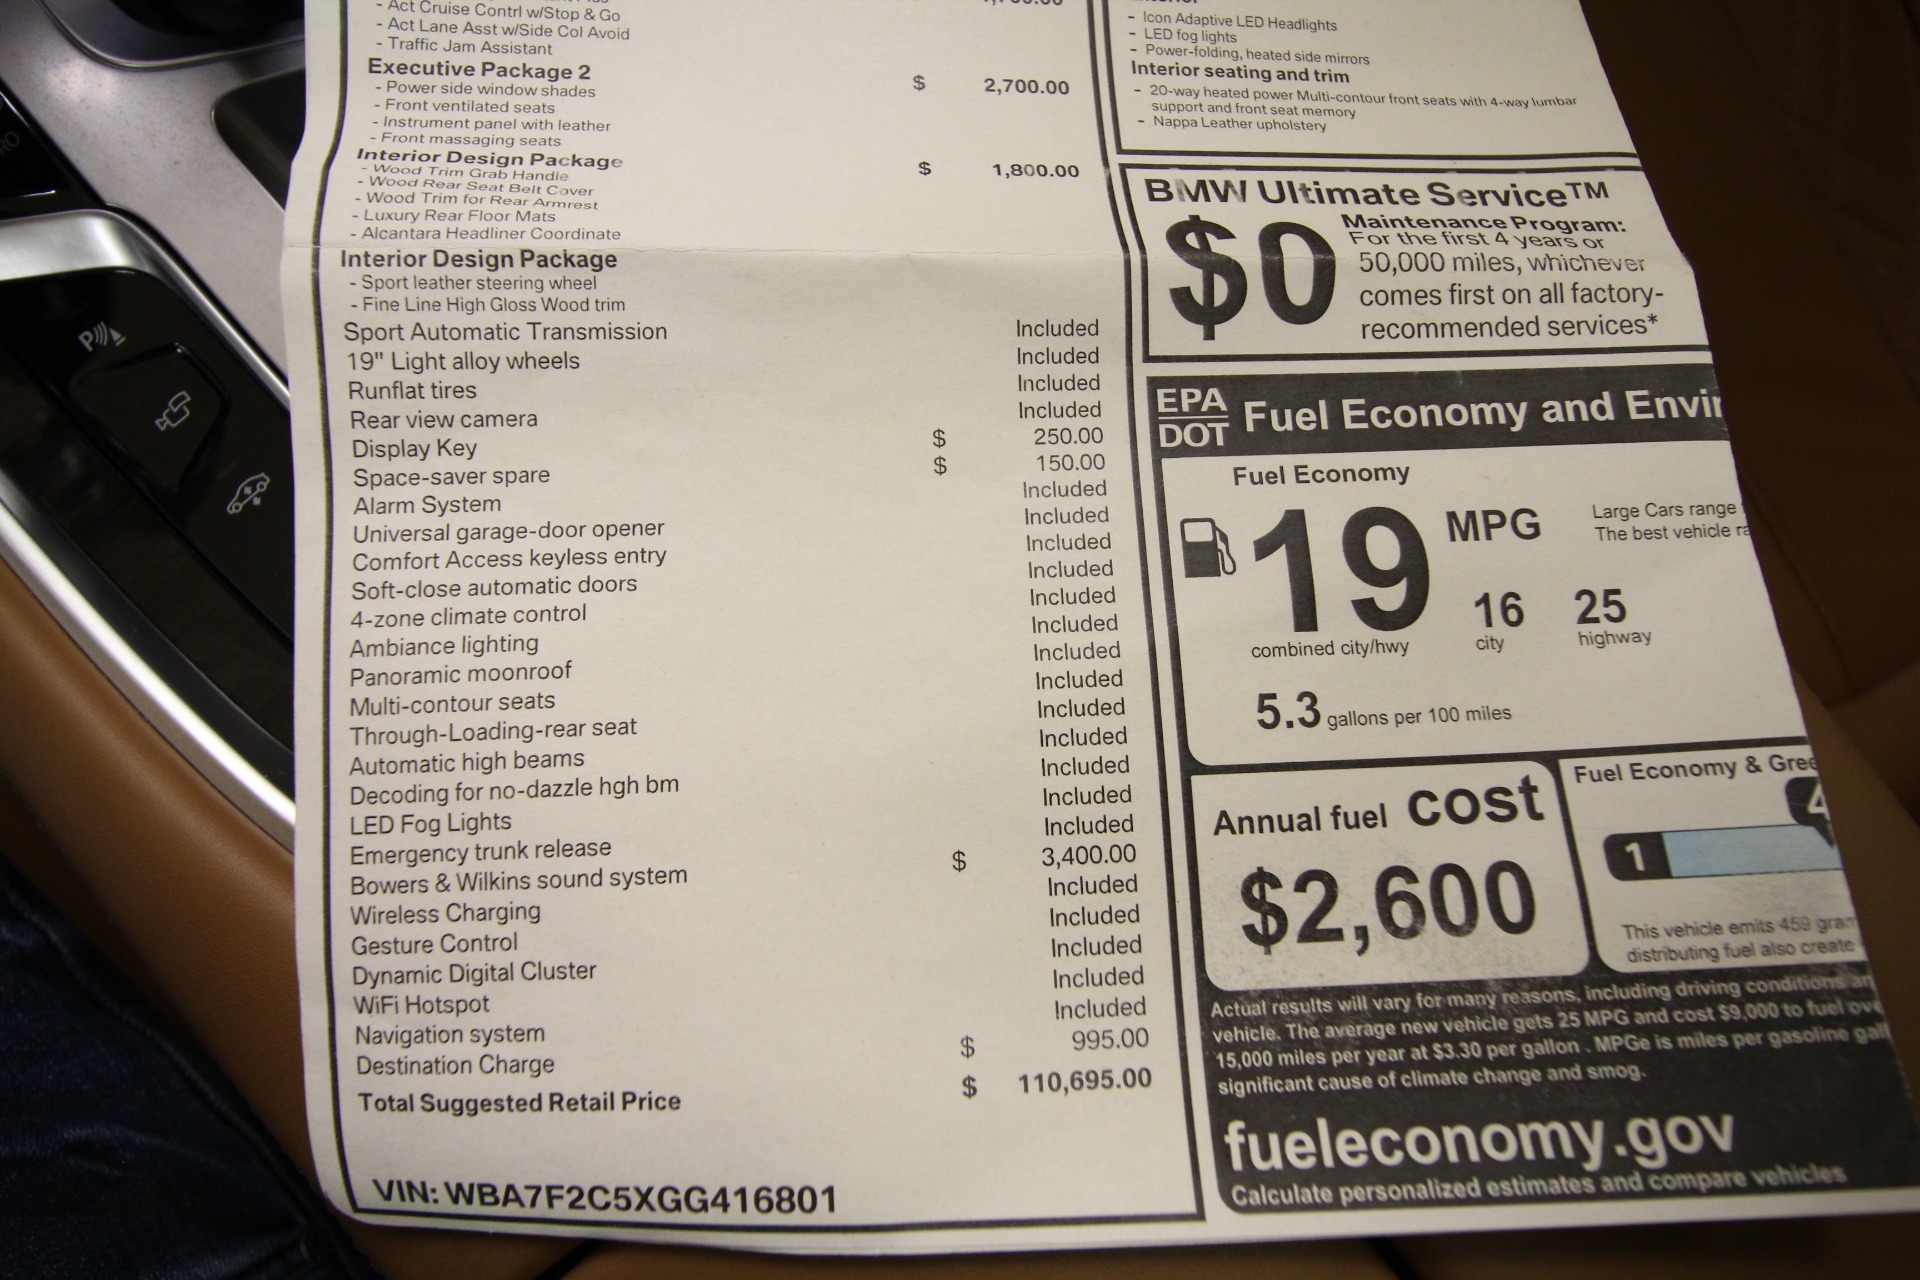 - Act Cruise Contrl w/Stop & Go
- Act Lane Asst w/Side Col Avoid
- Traffic Jam Assistant
Executive Package 2 $ 2,700.00
- Power side window shades
- Front ventilated seats
- Instrument panel with leather
- Front massaging seats
Interior Design Package $ 1,800.00
- Wood Trim Grab Handle
- Wood Rear Seat Belt Cover
- Wood Trim for Rear Armrest
- Luxury Rear Floor Mats
- Alcantara Headliner Coordinate
Interior Design Package
- Sport leather steering wheel
- Fine Line High Gloss Wood trim
Sport Automatic Transmission Included
19" Light alloy wheels Included
Runflat tires Included
Rear view camera Included
Display Key $ 250.00
Space-saver spare $ 150.00
Alarm System Included
Universal garage-door opener Included
Comfort Access keyless entry Included
Soft-close automatic doors Included
4-zone climate control Included
Ambiance lighting Included
Panoramic moonroof Included
Multi-contour seats Included
Through-Loading-rear seat Included
Automatic high beams Included
Decoding for no-dazzle hgh bm Included
LED Fog Lights Included
Emergency trunk release Included
Bowers & Wilkins sound system $ 3,400.00
Wireless Charging Included
Gesture Control Included
Dynamic Digital Cluster Included
WiFi Hotspot Included
Navigation system Included
Destination Charge $ 995.00
Total Suggested Retail Price $ 110,695.00
VIN: WBA7F2C5XGG416801
- Icon Adaptive LED Headlights
- LED fog lights
- Power-folding, heated side mirrors
Interior seating and trim
- 20-way heated power Multi-contour front seats with 4-way lumbar
support and front seat memory
- Nappa Leather upholstery
BMW Ultimate Service™
$0
Maintenance Program:
For the first 4 years or
50,000 miles, whichever
comes first on all factory-
recommended services*
EPA
DOT
Fuel Economy and Envir
Fuel Economy
19 MPG
combined city/hwy
16
city
25
highway
Large Cars range
The best vehicle ra
5.3 gallons per 100 miles
Annual fuel cost
$2,600
Fuel Economy & Gree
4
1
This vehicle emits 459 gram
distributing fuel also create
Actual results will vary for many reasons, including driving conditions an
vehicle. The average new vehicle gets 25 MPG and cost $9,000 to fuel ove
15,000 miles per year at $3.30 per gallon . MPGe is miles per gasoline gall
significant cause of climate change and smog.
fueleconomy.gov
Calculate personalized estimates and compare vehicles
P